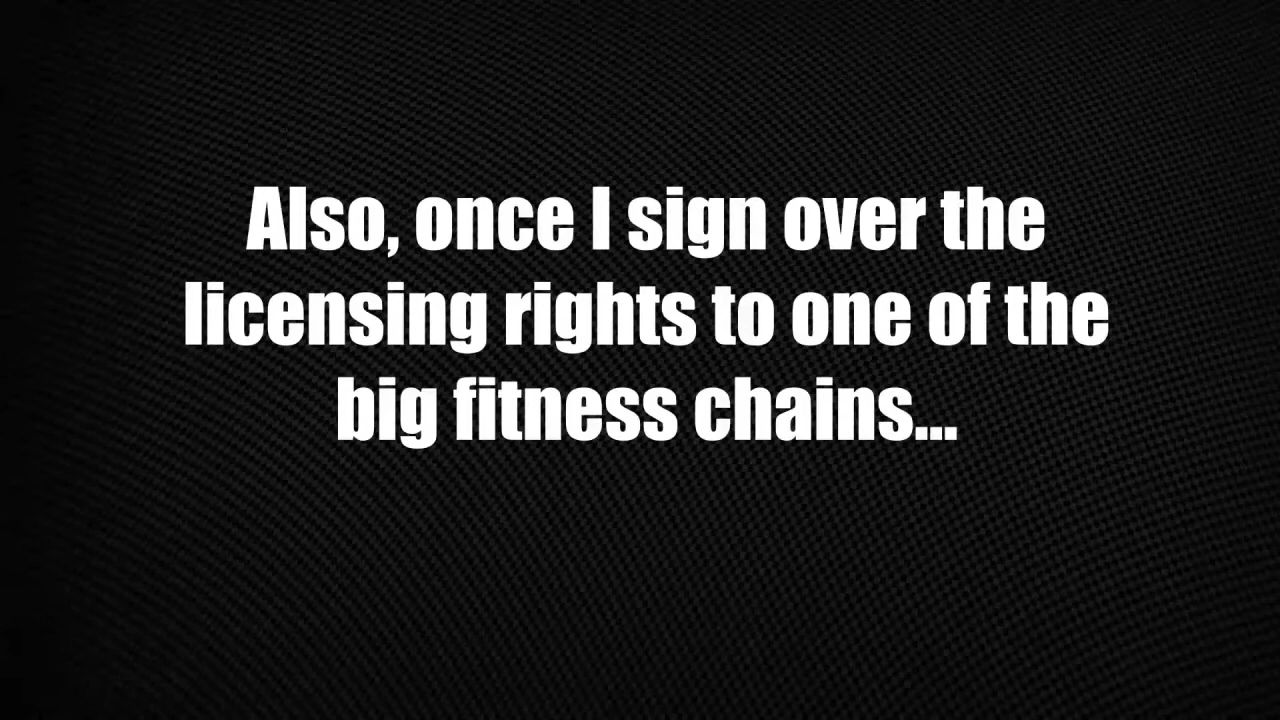 Also, once I sign over the
licensing rights to one of the
big fitness chains...